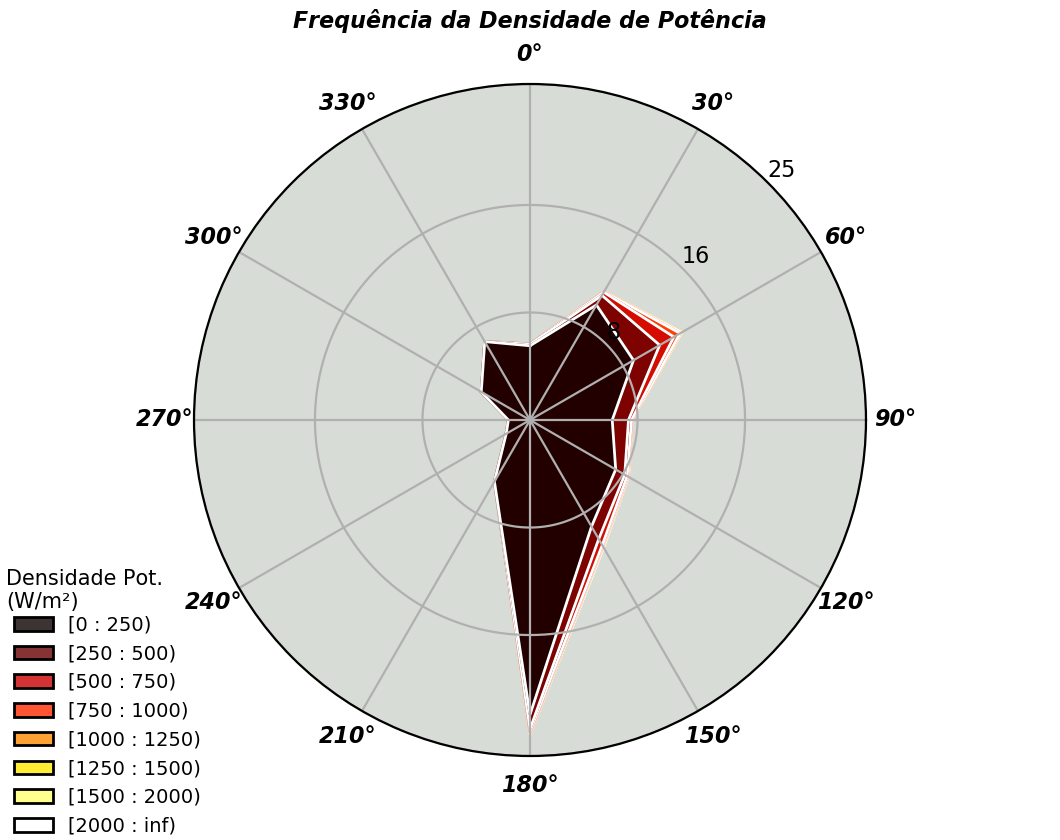 Frequência da Densidade de Potência
0°
330°
30°
25
300°
60°
16
8
270°
90°
Densidade Pot.
(W/m²)
240°
120°
[0 : 250)
[250 : 500)
[500 : 750)
[750 : 1000)
[1000 : 1250)
[1250 : 1500)
[1500 : 2000)
[2000 : inf)
210°
150°
180°